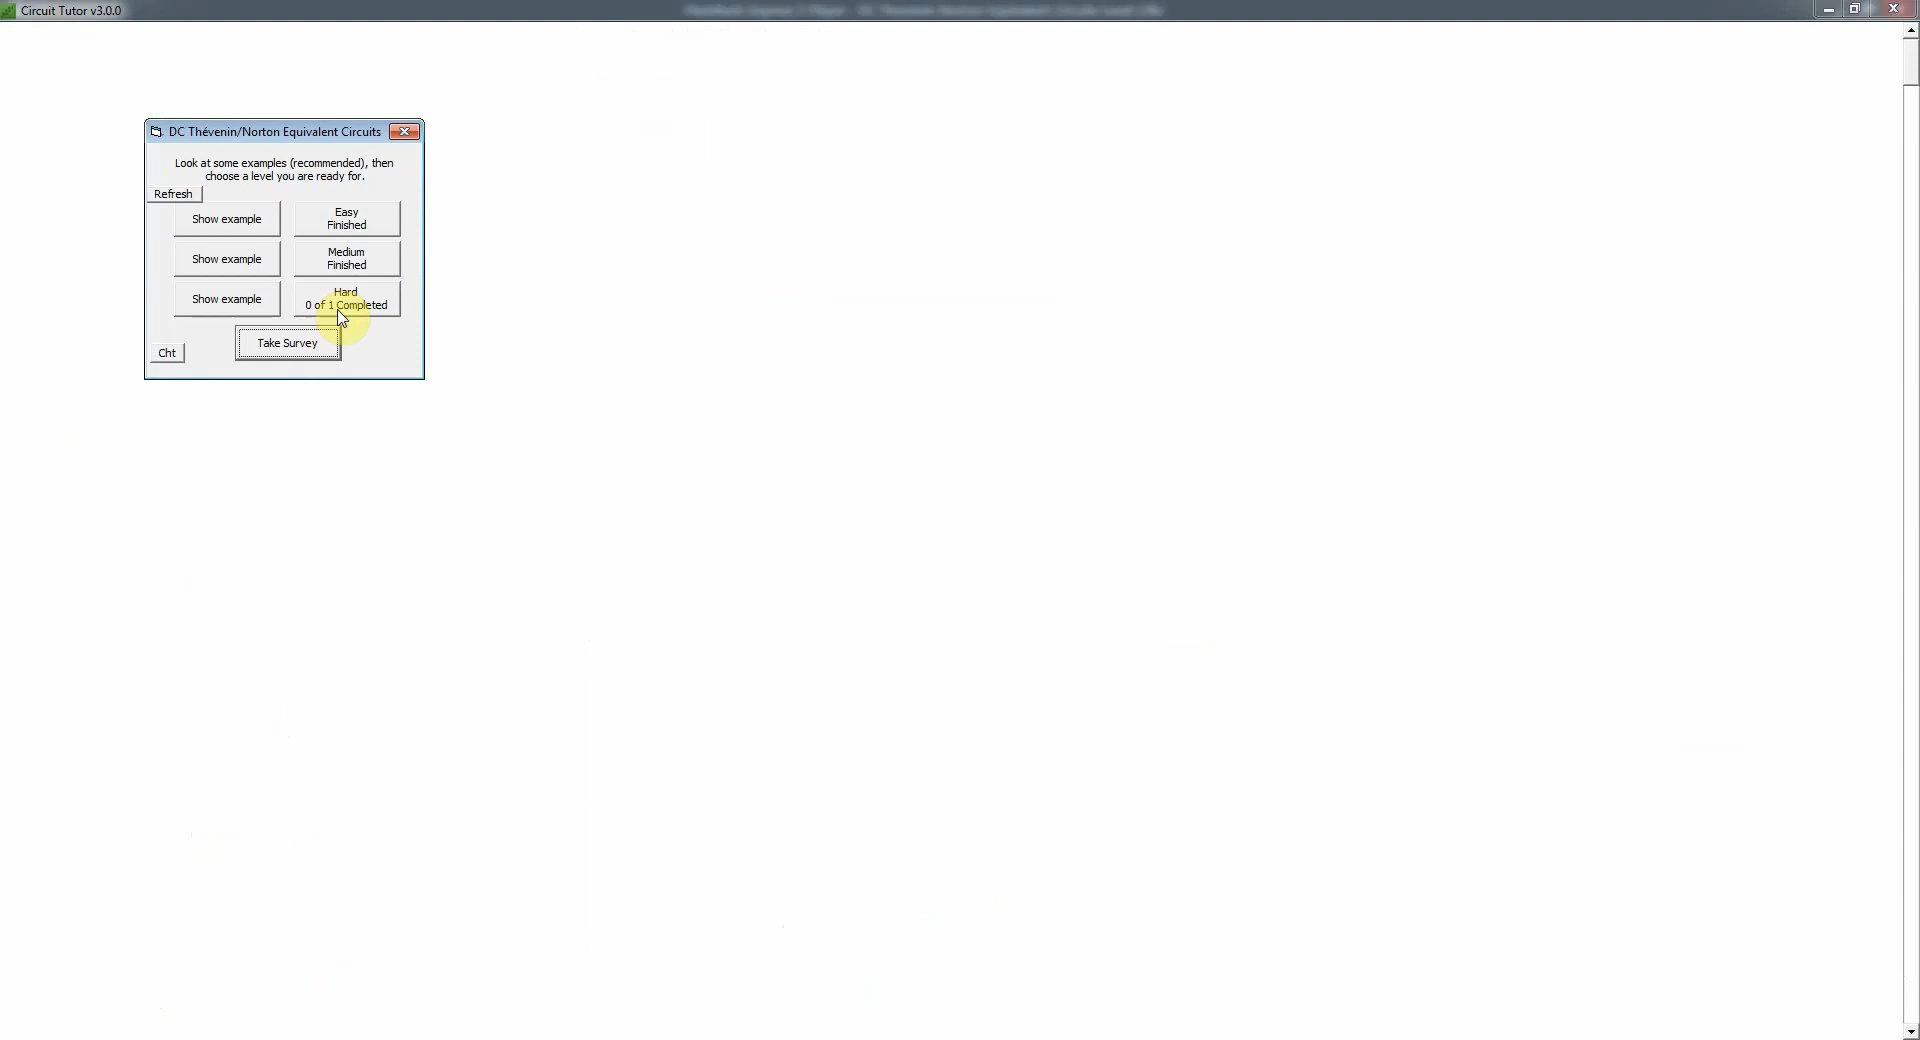 Circuit Tutor v3.0.0
DC Thévenin/Norton Equivalent Circuits
Look at some examples (recommended), then
choose a level you are ready for.
Refresh
Show example
Easy
Finished
Show example
Medium
Finished
Show example
Hard
0 of 1 Completed
Take Survey
Cht